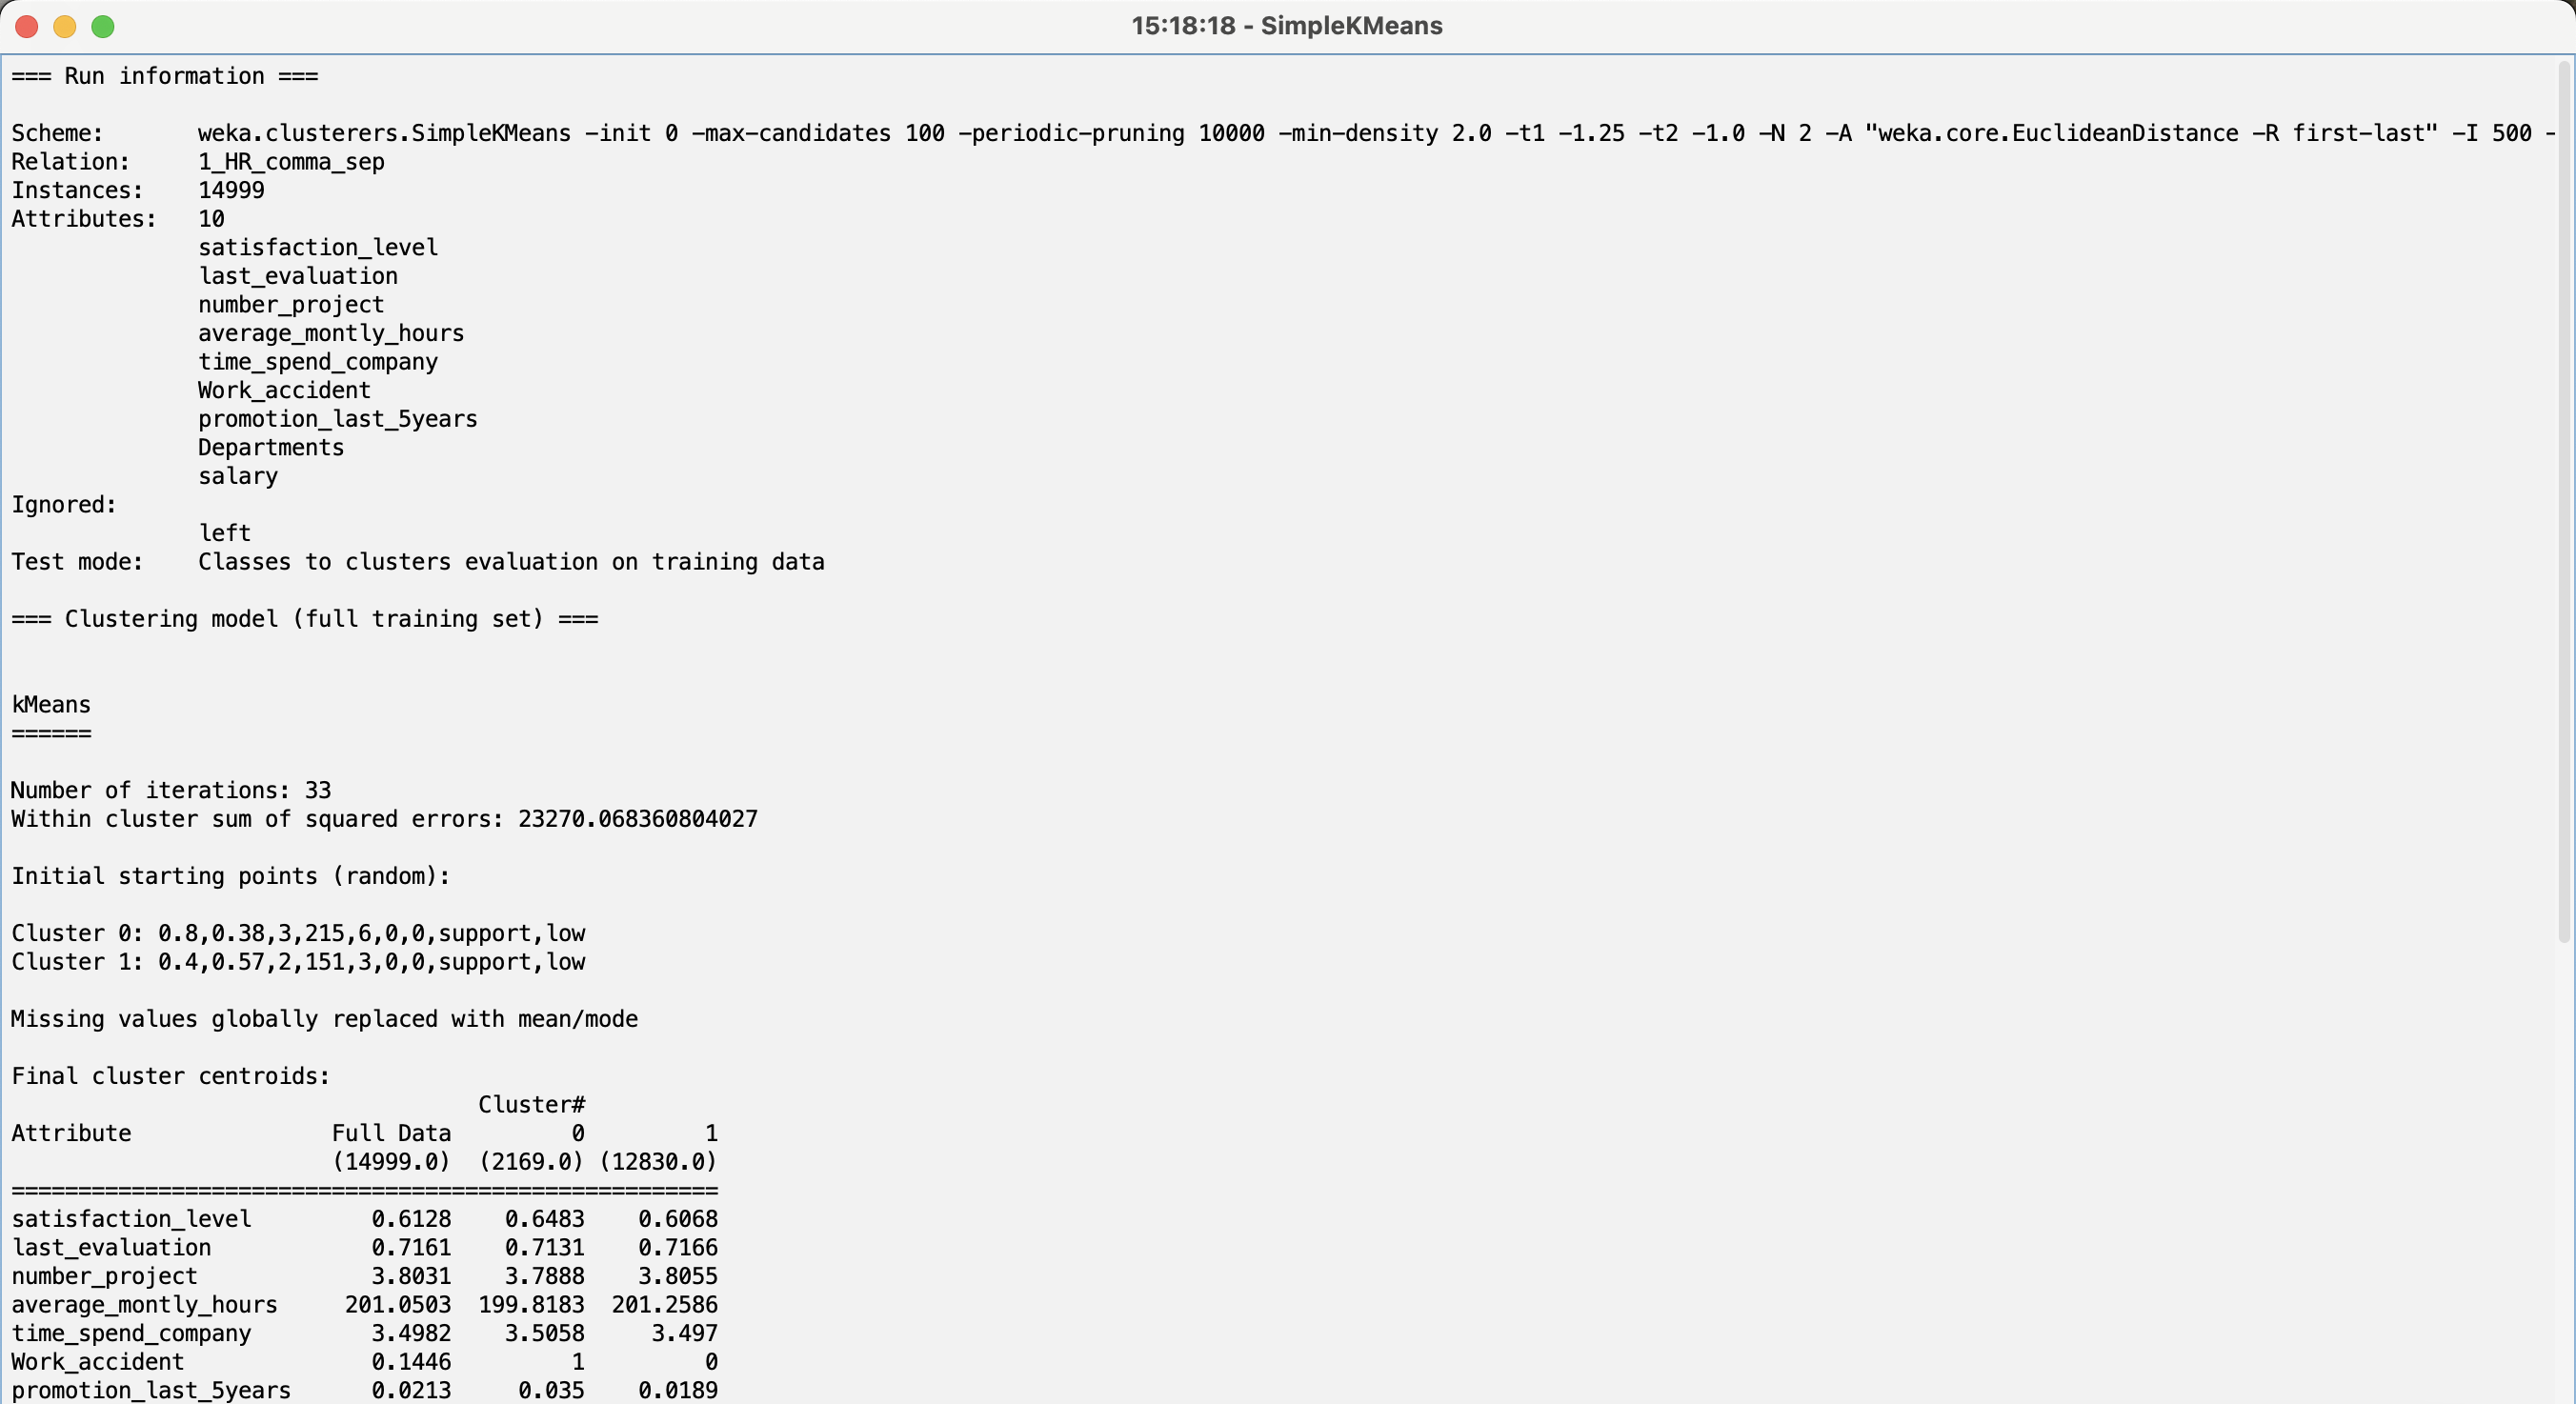 15:18:18 - SimpleKMeans
=== Run information ===
Scheme:       weka.clusterers.SimpleKMeans -init 0 -max-candidates 100 -periodic-pruning 10000 -min-density 2.0 -t1 -1.25 -t2 -1.0 -N 2 -A "weka.core.EuclideanDistance -R first-last" -I 500 -
Relation:     1_HR_comma_sep
Instances:    14999
Attributes:   10
              satisfaction_level
              last_evaluation
              number_project
              average_montly_hours
              time_spend_company
              Work_accident
              promotion_last_5years
              Departments
              salary
Ignored:
              left
Test mode:    Classes to clusters evaluation on training data
=== Clustering model (full training set) ===
kMeans
======
Number of iterations: 33
Within cluster sum of squared errors: 23270.068360804027
Initial starting points (random):
Cluster 0: 0.8,0.38,3,215,6,0,0,support,low
Cluster 1: 0.4,0.57,2,151,3,0,0,support,low
Missing values globally replaced with mean/mode
Final cluster centroids:
                                   Cluster#
Attribute               Full Data         0         1
                        (14999.0)  (2169.0) (12830.0)
=====================================================
satisfaction_level         0.6128    0.6483    0.6068
last_evaluation            0.7161    0.7131    0.7166
number_project             3.8031    3.7888    3.8055
average_montly_hours     201.0503  199.8183  201.2586
time_spend_company         3.4982    3.5058     3.497
Work_accident              0.1446         1         0
promotion_last_5years      0.0213     0.035    0.0189